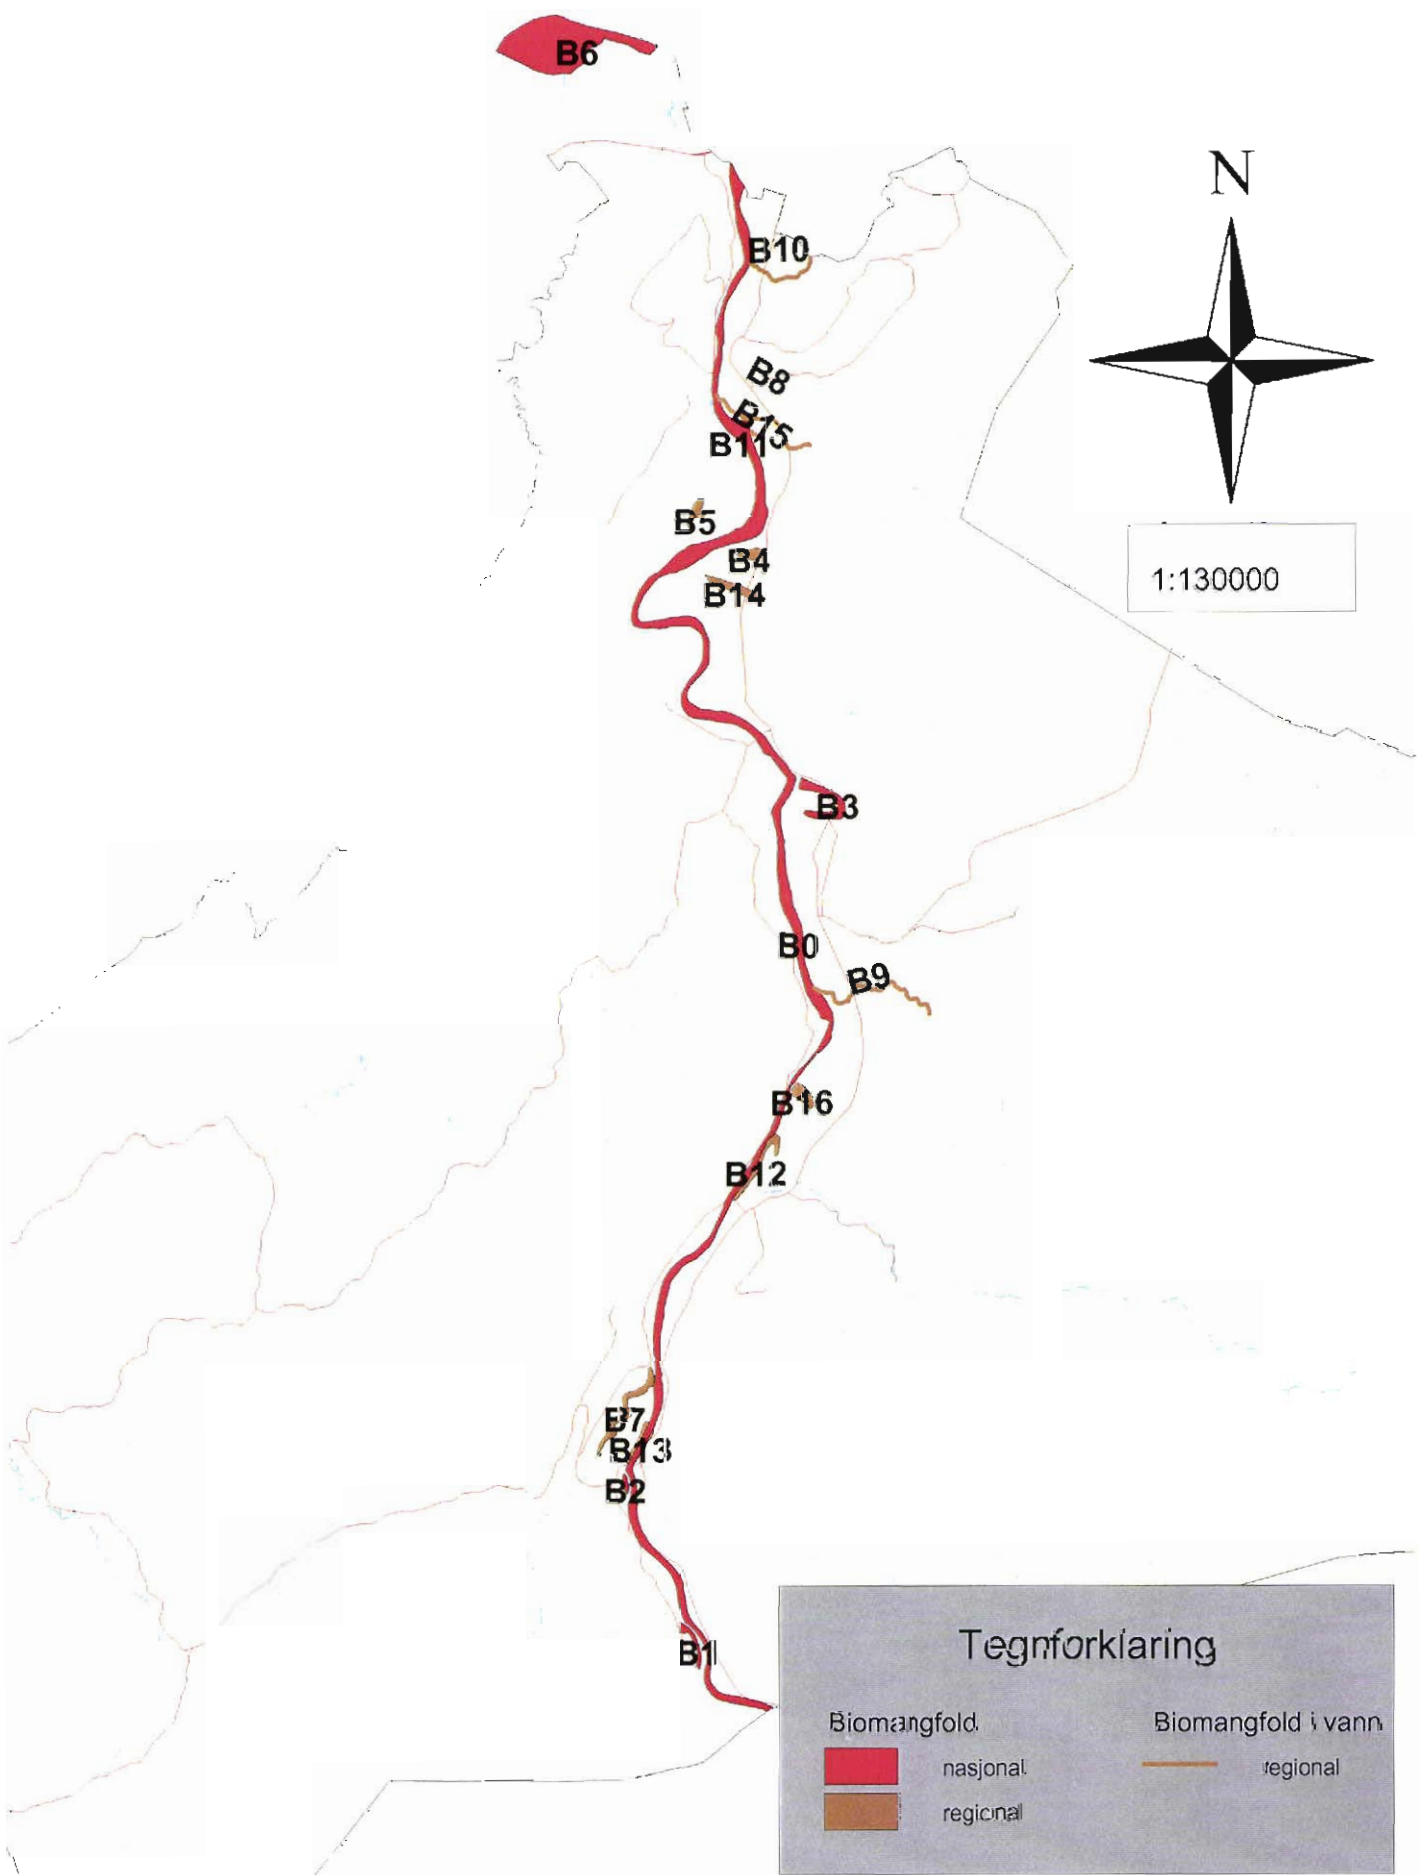 B6
N
B10
B8
B15
B11
B5
B4
1:130000
B14
B3
B0
B9
B16
B12
B7
B13
B2
B1
Tegnforklaring
Biomangfold
Biomangfold i vann
nasjonal
regional
regional